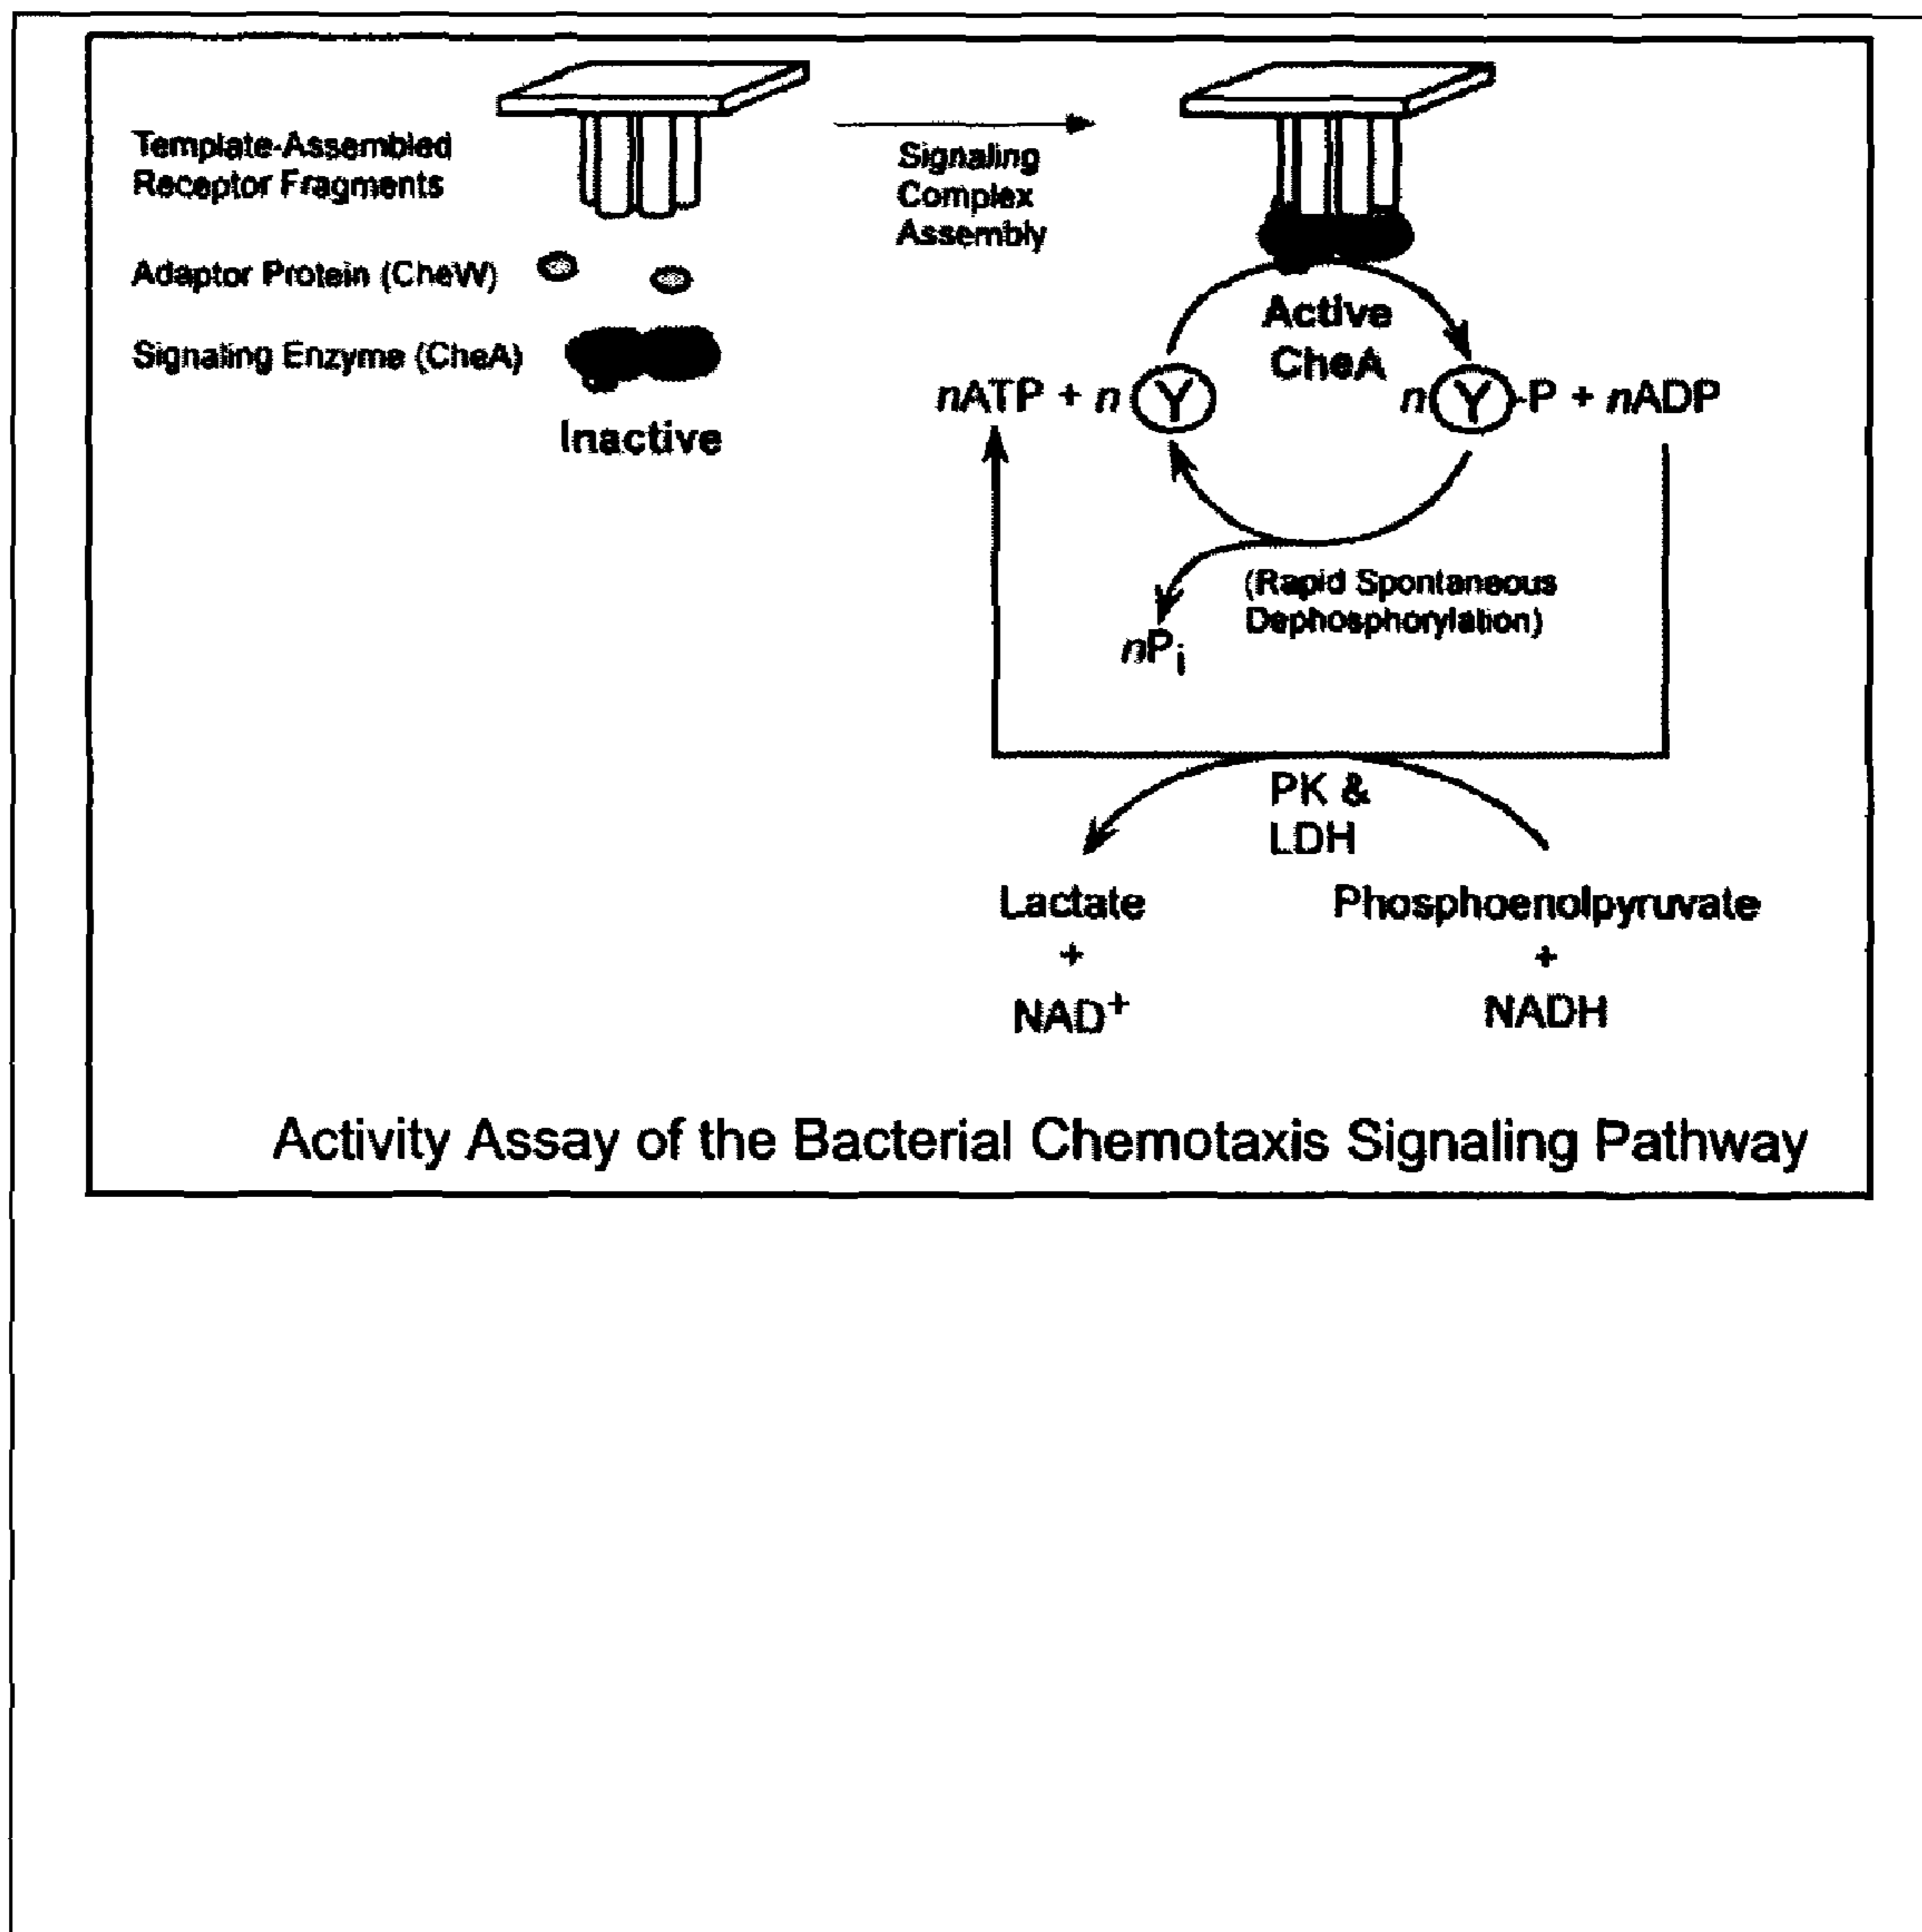 Template-Assembled
Receptor Fragments
Adaptor Protein (CheW)
Signaling Enzyme (CheA)
Inactive
Signaling
Complex
Assembly
Active
CheA
nATP + n Y
n Y -P + nADP
(Rapid Spontaneous
Dephosphorylation)
nPi
PK &
LDH
Lactate
+
NAD+
Phosphoenolpyruvate
+
NADH
Activity Assay of the Bacterial Chemotaxis Signaling Pathway